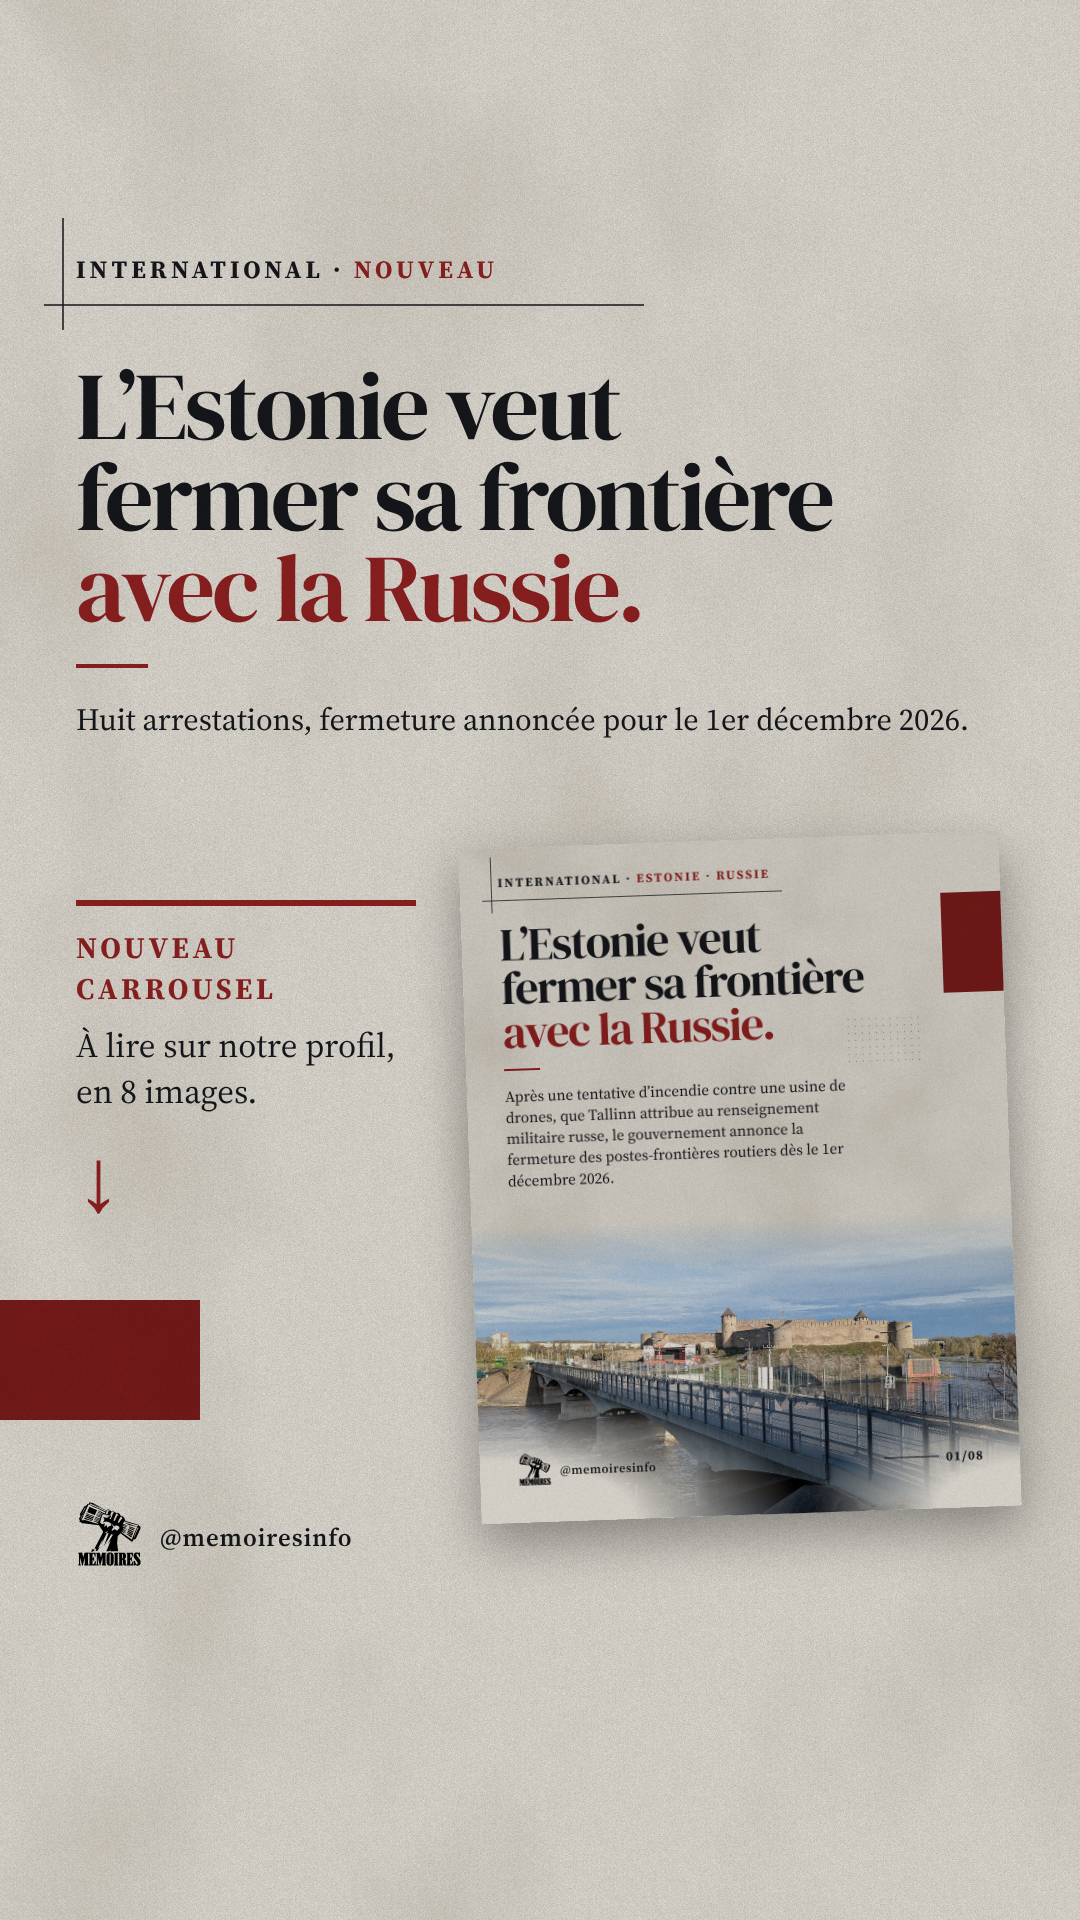 INTERNATIONAL · NOUVEAU
L’Estonie veut
fermer sa frontière
avec la Russie.
Huit arrestations, fermeture annoncée pour le 1er décembre 2026.
NOUVEAU
CARROUSEL
À lire sur notre profil,
en 8 images.
↓
MÉMOIRES
@memoiresinfo
INTERNATIONAL · ESTONIE · RUSSIE
L’Estonie veut
fermer sa frontière
avec la Russie.
Après une tentative d’incendie contre une usine de
drones, que Tallinn attribue au renseignement
militaire russe, le gouvernement annonce la
fermeture des postes-frontières routiers dès le 1er
décembre 2026.
MÉMOIRES
@memoiresinfo
01/08